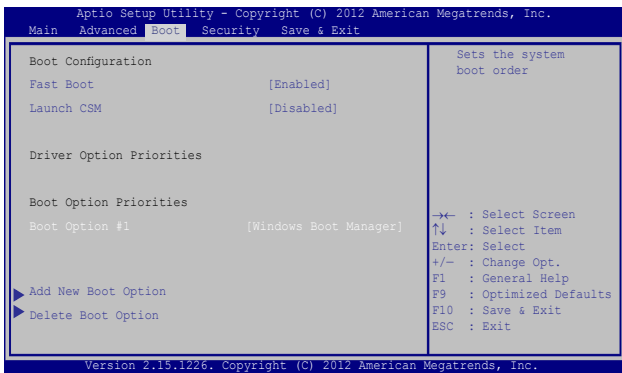 Aptio Setup Utility - Copyright (C) 2012 American Megatrends, Inc.
Main Advanced Boot Security Save & Exit
Boot Configuration
Fast Boot [Enabled]
Launch CSM [Disabled]
Driver Option Priorities
Boot Option Priorities
Boot Option #1 [Windows Boot Manager]
Add New Boot Option
Delete Boot Option
Sets the system
boot order
→← : Select Screen
↑↓ : Select Item
Enter: Select
+/— : Change Opt.
F1 : General Help
F9 : Optimized Defaults
F10 : Save & Exit
ESC : Exit
Version 2.15.1226. Copyright (C) 2012 American Megatrends, Inc.